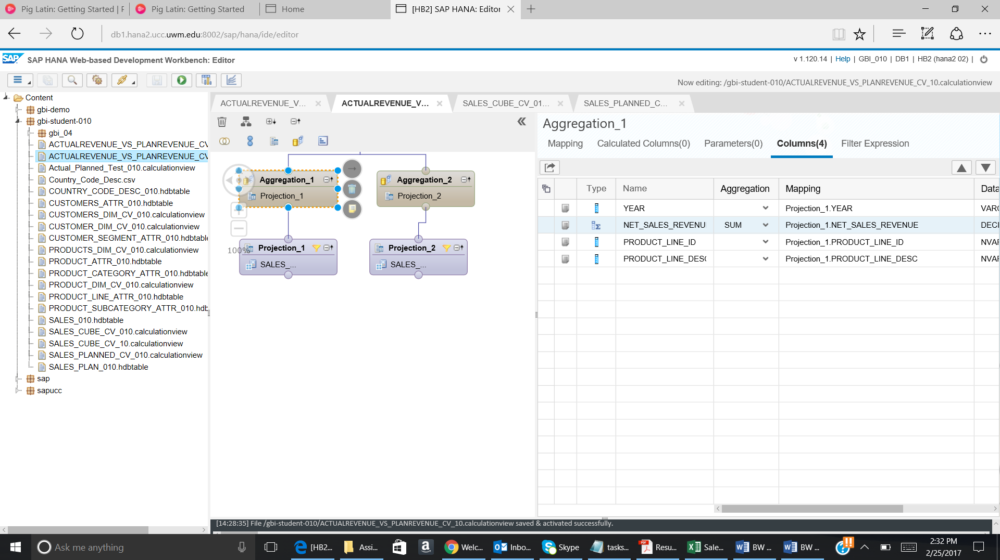 Pig Latin: Getting Started | F
Pig Latin: Getting Started
Home
[HB2] SAP HANA: Editor
db1.hana2.ucc.uwm.edu:8002/sap/hana/ide/editor
SAP
SAP HANA Web-based Development Workbench: Editor
v 1.120.14 | Help | GBI_010 | DB1 | HB2 (hana2 02) |
Now editing: /gbi-student-010/ACTUALREVENUE_VS_PLANREVENUE_CV_10.calculationview
Content
gbi-demo
gbi-student-010
gbi_04
ACTUALREVENUE_VS_PLANREVENUE_CV
ACTUALREVENUE_VS_PLANREVENUE_CV
Actual_Planned_Test_010.calculationview
Country_Code_Desc.csv
COUNTRY_CODE_DESC_010.hdbtable
CUSTOMERS_ATTR_010.hdbtable
CUSTOMERS_DIM_CV_010.calculationview
CUSTOMER_DIM_CV_010.calculationview
CUSTOMER_SEGMENT_ATTR_010.hdbtable
PRODUCTS_DIM_CV_010.calculationview
PRODUCT_ATTR_010.hdbtable
PRODUCT_CATEGORY_ATTR_010.hdbtable
PRODUCT_DIM_CV_010.calculationview
PRODUCT_LINE_ATTR_010.hdbtable
PRODUCT_SUBCATEGORY_ATTR_010.hdb
SALES_010.hdbtable
SALES_CUBE_CV_010.calculationview
SALES_CUBE_CV_10.calculationview
SALES_PLANNED_CV_010.calculationview
SALES_PLAN_010.hdbtable
sap
sapucc
ACTUALREVENUE_V...
ACTUALREVENUE_V...
SALES_CUBE_CV_01...
SALES_PLANNED_C...
Aggregation_1
Projection_1
Aggregation_2
Projection_2
100%
Projection_1
SALES_...
Projection_2
SALES_...
Aggregation_1
Mapping Calculated Columns(0) Parameters(0) Columns(4) Filter Expression
Type Name Aggregation Mapping Data
YEAR Projection_1.YEAR VARC
NET_SALES_REVENU SUM Projection_1.NET_SALES_REVENUE DECI
PRODUCT_LINE_ID Projection_1.PRODUCT_LINE_ID NVAR
PRODUCT_LINE_DESC Projection_1.PRODUCT_LINE_DESC NVAR
[14:28:35] File /gbi-student-010/ACTUALREVENUE_VS_PLANREVENUE_CV_10.calculationview saved & activated successfully.
Ask me anything
[HB2...
Assi...
Welc...
Inbo...
Skype
tasks...
Resu...
Sale...
BW ...
BW ...
2:32 PM
2/25/2017